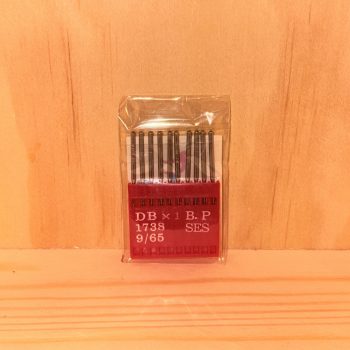 DB × 1 B.P
1738 SES
9/65